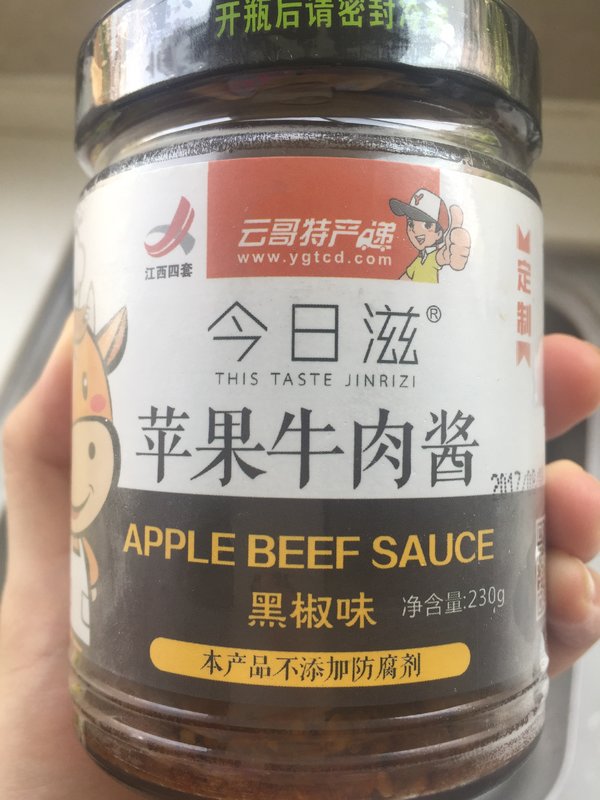 开瓶后请密封
江西四套
云哥特产递
www.ygtcd.com
定制
今日滋®
THIS TASTE JINRIZI
苹果牛肉酱
2017/
APPLE BEEF SAUCE
黑椒味
净含量:230g
本产品不添加防腐剂